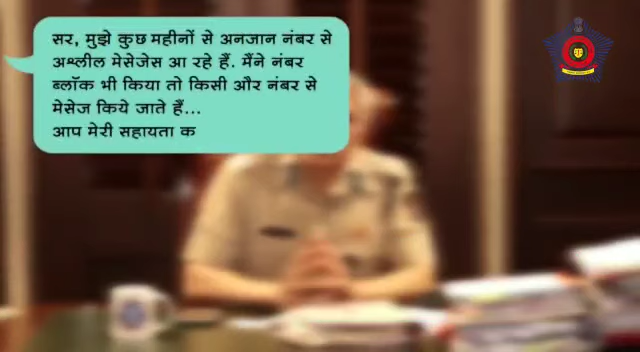 सर, मुझे कुछ महीनों से अनजान नंबर से
अश्लील मेसेजेस आ रहे हैं. मैंने नंबर
ब्लॉक भी किया तो किसी और नंबर से
मेसेज किये जाते हैं...
आप मेरी सहायता क